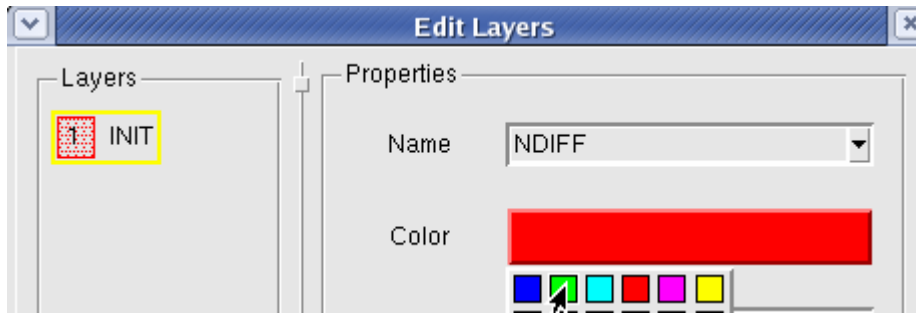 Edit Layers
Layers
Properties
1 INIT
Name NDIFF
Color